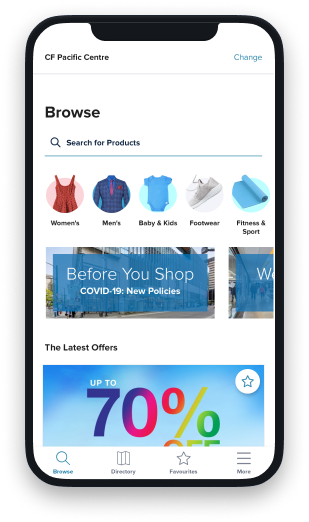 CF Pacific Centre
Change
Browse
Search for Products
Women's
Men's
Baby & Kids
Footwear
Fitness &
Sport
Before You Shop
COVID-19: New Policies
The Latest Offers
UP TO
70%
OFF
Browse
Directory
Favourites
More